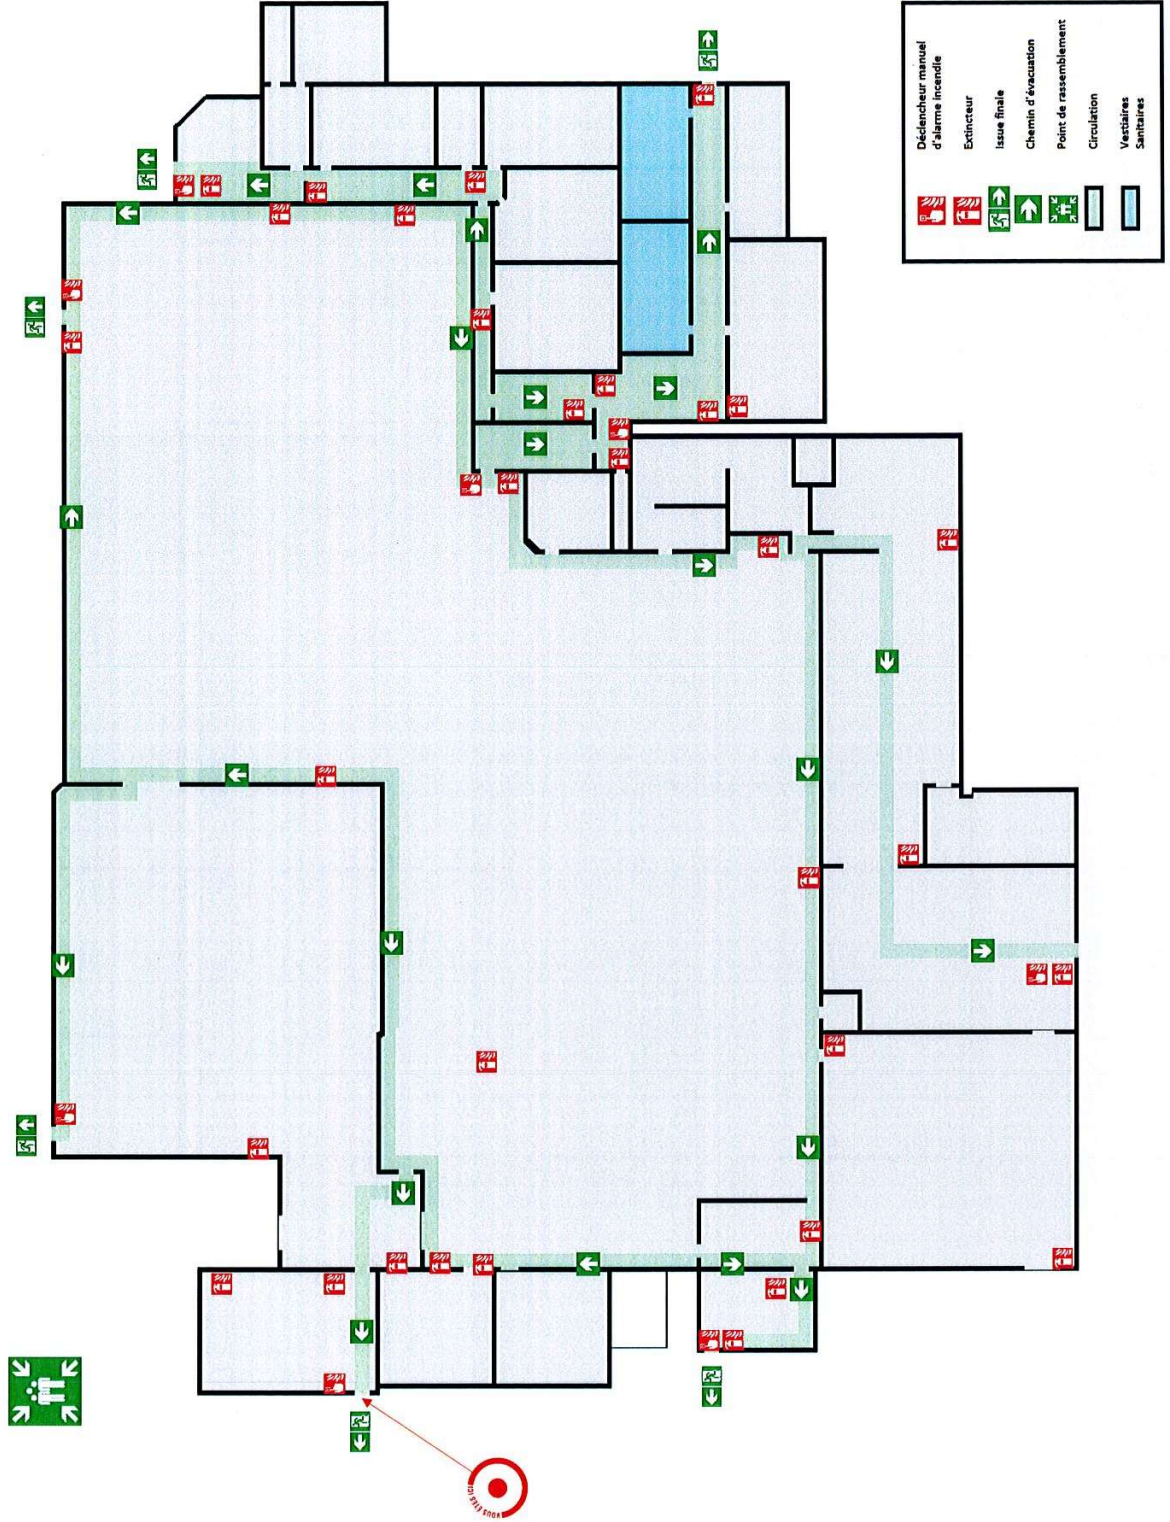 Déclencheur manuel
d'alarme incendie
Extincteur
Issue finale
Chemin d'évacuation
Point de rassemblement
Circulation
Vestiaires
Sanitaires
VOUS ÊTES ICI